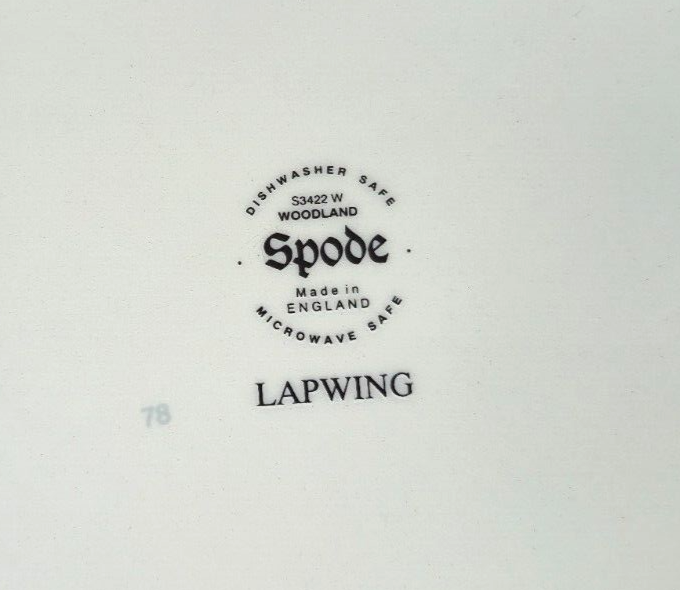 DISHWASHER SAFE
S3422 W
WOODLAND
Spode
Made in
ENGLAND
MICROWAVE SAFE
LAPWING
78